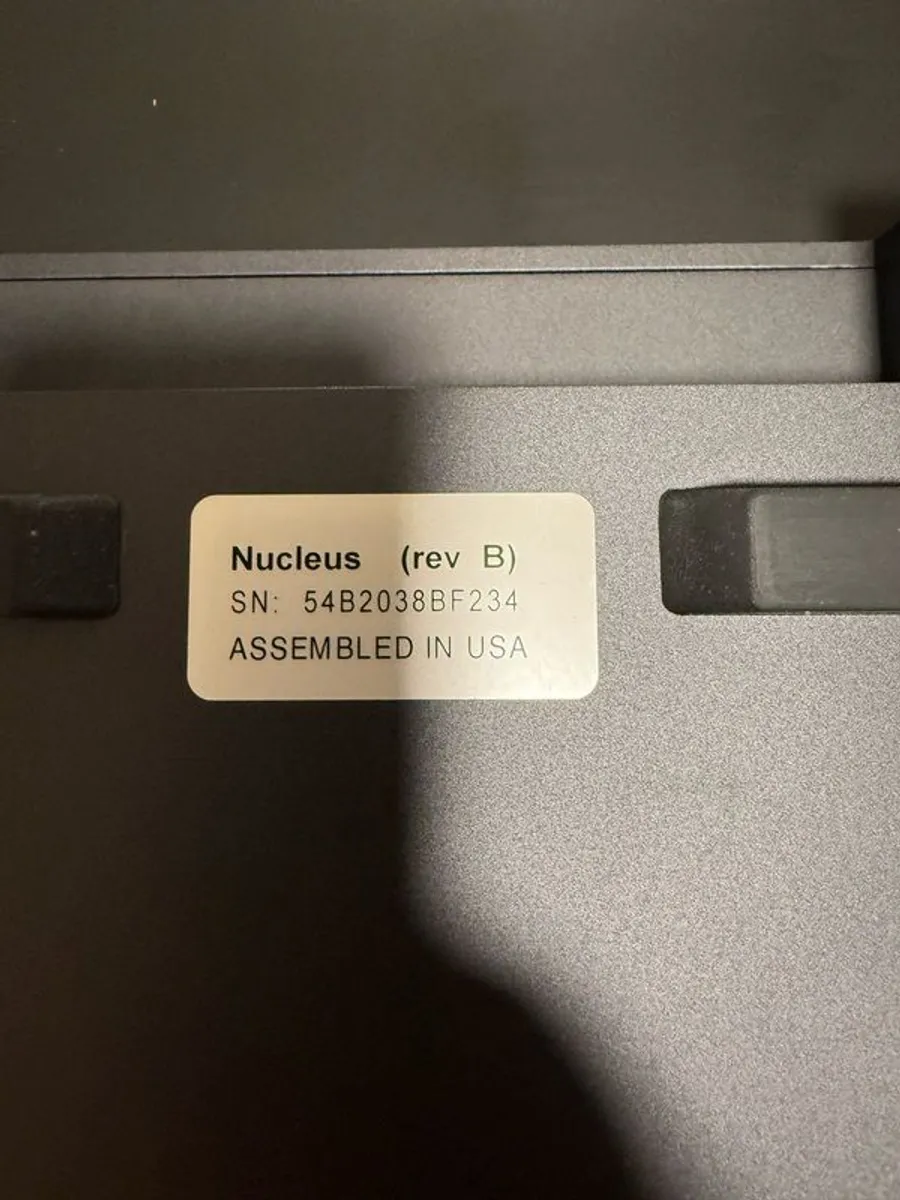 Nucleus (rev B)
SN: 54B2038BF234
ASSEMBLED IN USA